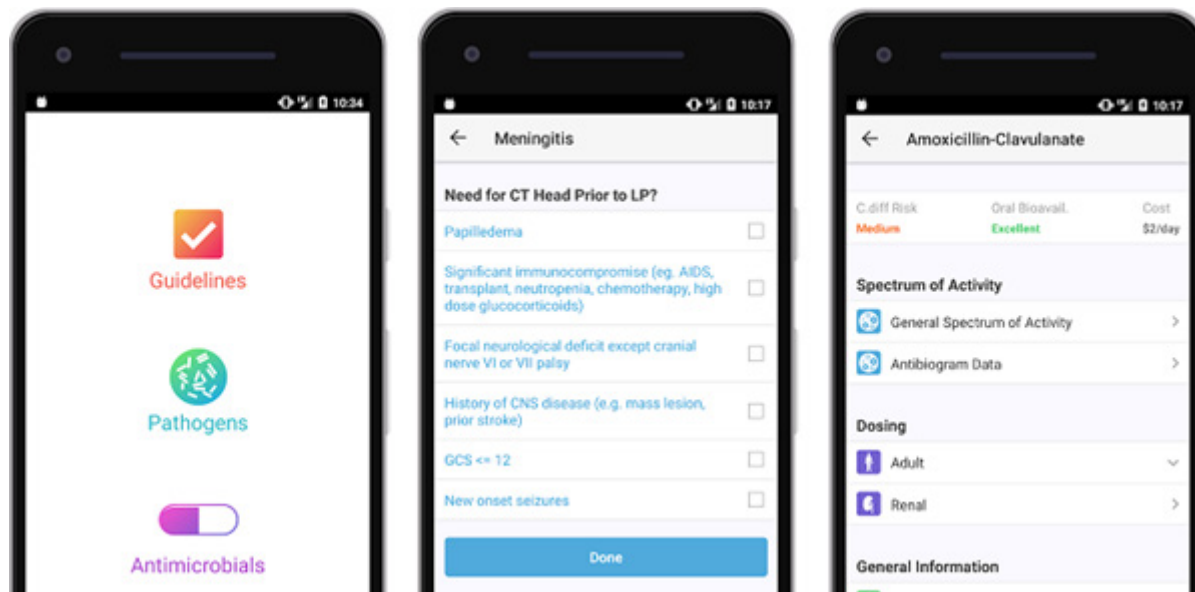 10:34
Guidelines
Pathogens
Antimicrobials
10:17
Meningitis
Need for CT Head Prior to LP?
Papilledema
Significant immunocompromise (eg. AIDS,
transplant, neutropenia, chemotherapy, high
dose glucocorticoids)
Focal neurological deficit except cranial
nerve VI or VII palsy
History of CNS disease (e.g. mass lesion,
prior stroke)
GCS <= 12
New onset seizures
Done
10:17
Amoxicillin-Clavulanate
C.diff Risk Oral Bioavail. Cost
Medium Excellent $2/day
Spectrum of Activity
General Spectrum of Activity
Antibiogram Data
Dosing
Adult
Renal
General Information